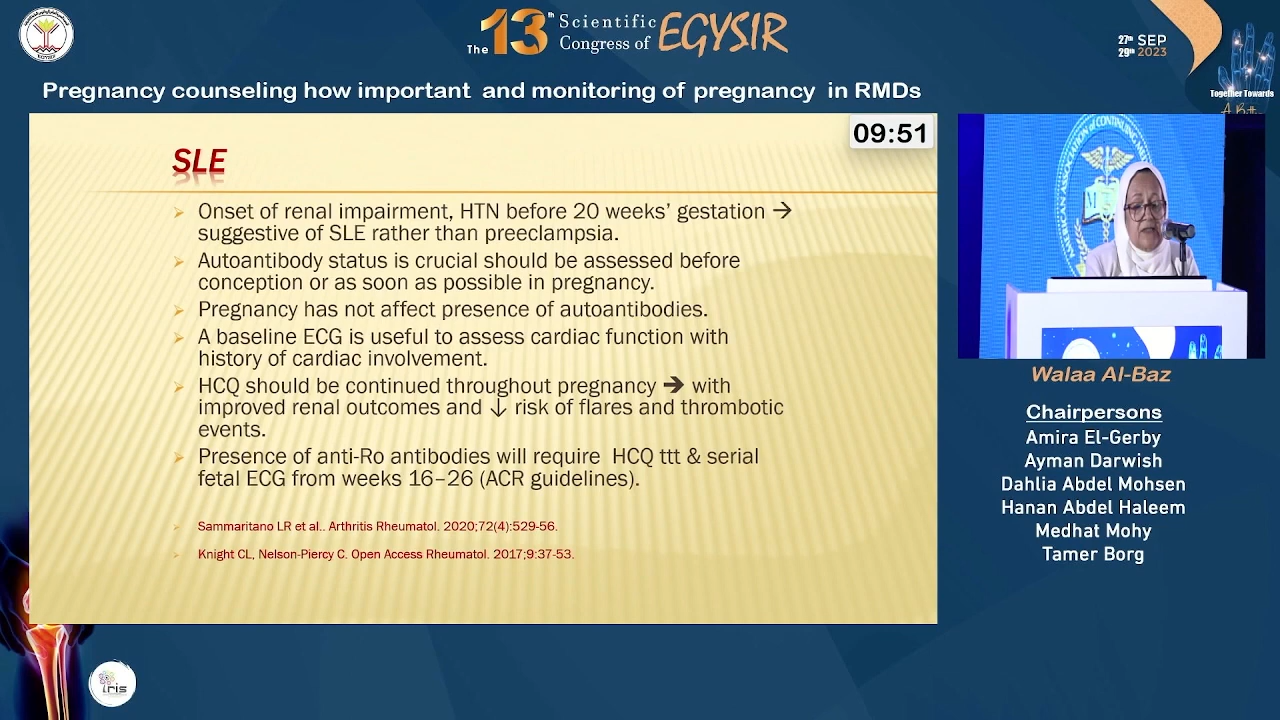 The 13th Scientific Congress of EGYSIR
27th SEP
29th 2023
Together Towards
Pregnancy counseling how important and monitoring of pregnancy in RMDs
09:51
SLE
➢ Onset of renal impairment, HTN before 20 weeks’ gestation →
suggestive of SLE rather than preeclampsia.
➢ Autoantibody status is crucial should be assessed before
conception or as soon as possible in pregnancy.
➢ Pregnancy has not affect presence of autoantibodies.
➢ A baseline ECG is useful to assess cardiac function with
history of cardiac involvement.
➢ HCQ should be continued throughout pregnancy ➔ with
improved renal outcomes and ↓ risk of flares and thrombotic
events.
➢ Presence of anti-Ro antibodies will require HCQ ttt & serial
fetal ECG from weeks 16–26 (ACR guidelines).
➢ Sammaritano LR et al.. Arthritis Rheumatol. 2020;72(4):529-56.
➢ Knight CL, Nelson-Piercy C. Open Access Rheumatol. 2017;9:37-53.
Walaa Al-Baz
Chairpersons
Amira El-Gerby
Ayman Darwish
Dahlia Abdel Mohsen
Hanan Abdel Haleem
Medhat Mohy
Tamer Borg
iris